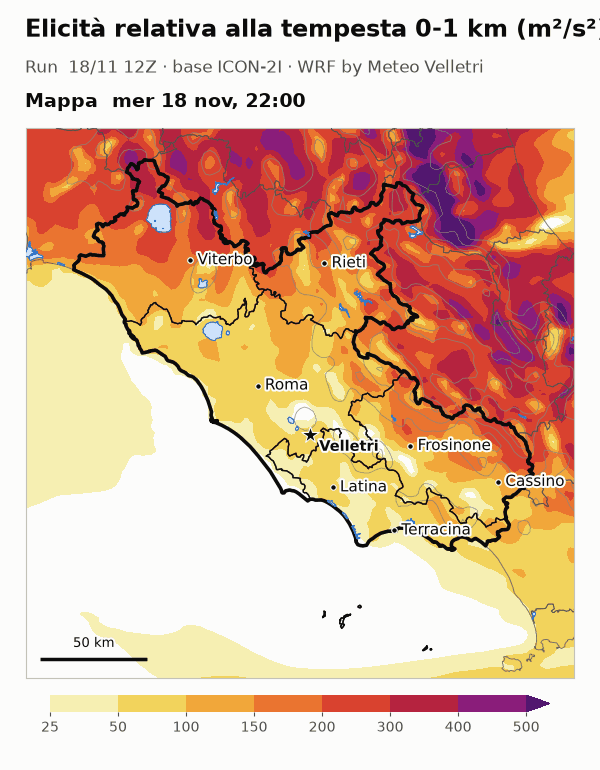 Elicità relativa alla tempesta 0-1 km (m²/s²)
Run  18/11 12Z · base ICON-2I · WRF by Meteo Velletri
Mappa  mer 18 nov, 22:00
Viterbo
Rieti
Roma
Velletri
Frosinone
Latina
Cassino
Terracina
50 km
25 50 100 150 200 300 400 500